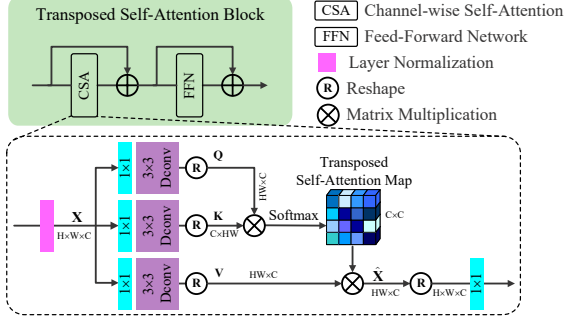 Transposed Self-Attention Block
CSA
FFN
CSA Channel-wise Self-Attention
FFN Feed-Forward Network
Layer Normalization
R Reshape
Matrix Multiplication
1×1
3×3
Dconv
R
Q
HW×C
X
H×W×C
1×1
3×3
Dconv
R
K
C×HW
Softmax
Transposed
Self-Attention Map
C×C
1×1
3×3
Dconv
R
V
HW×C
X̂
HW×C
R
H×W×C
1×1